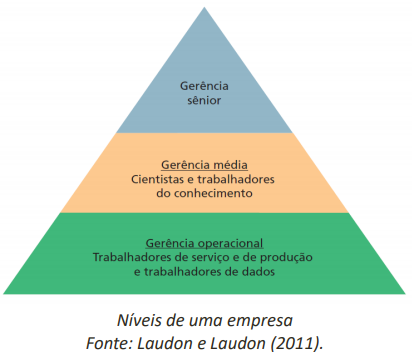 Gerência
sênior
Gerência média
Cientistas e trabalhadores
do conhecimento
Gerência operacional
Trabalhadores de serviço e de produção
e trabalhadores de dados
Níveis de uma empresa
Fonte: Laudon e Laudon (2011).